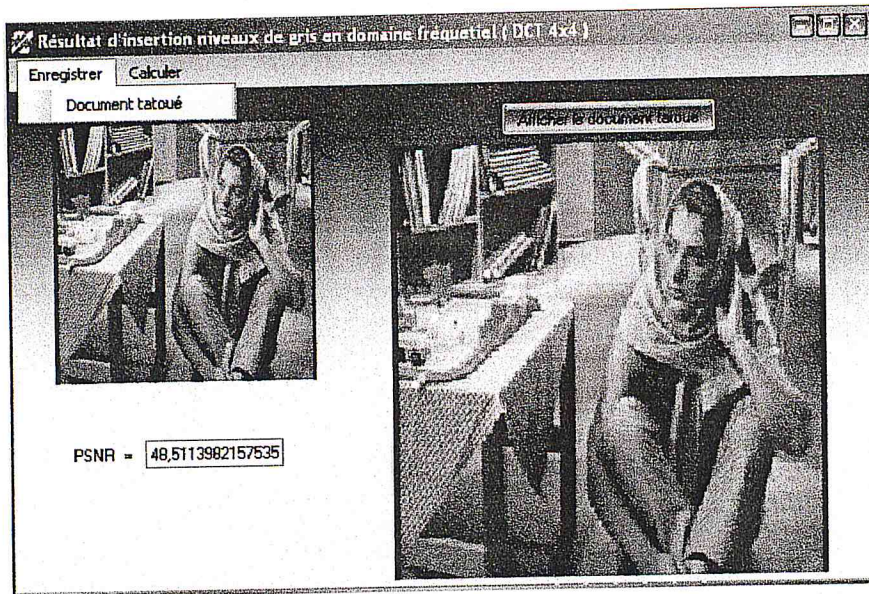 Résultat d'insertion niveaux de gris en domaine fréquetiel ( DCT 4x4 )
Enregistrer Calculer
Document tatoué
Afficher le document tatoué
PSNR = 48,5113982157535